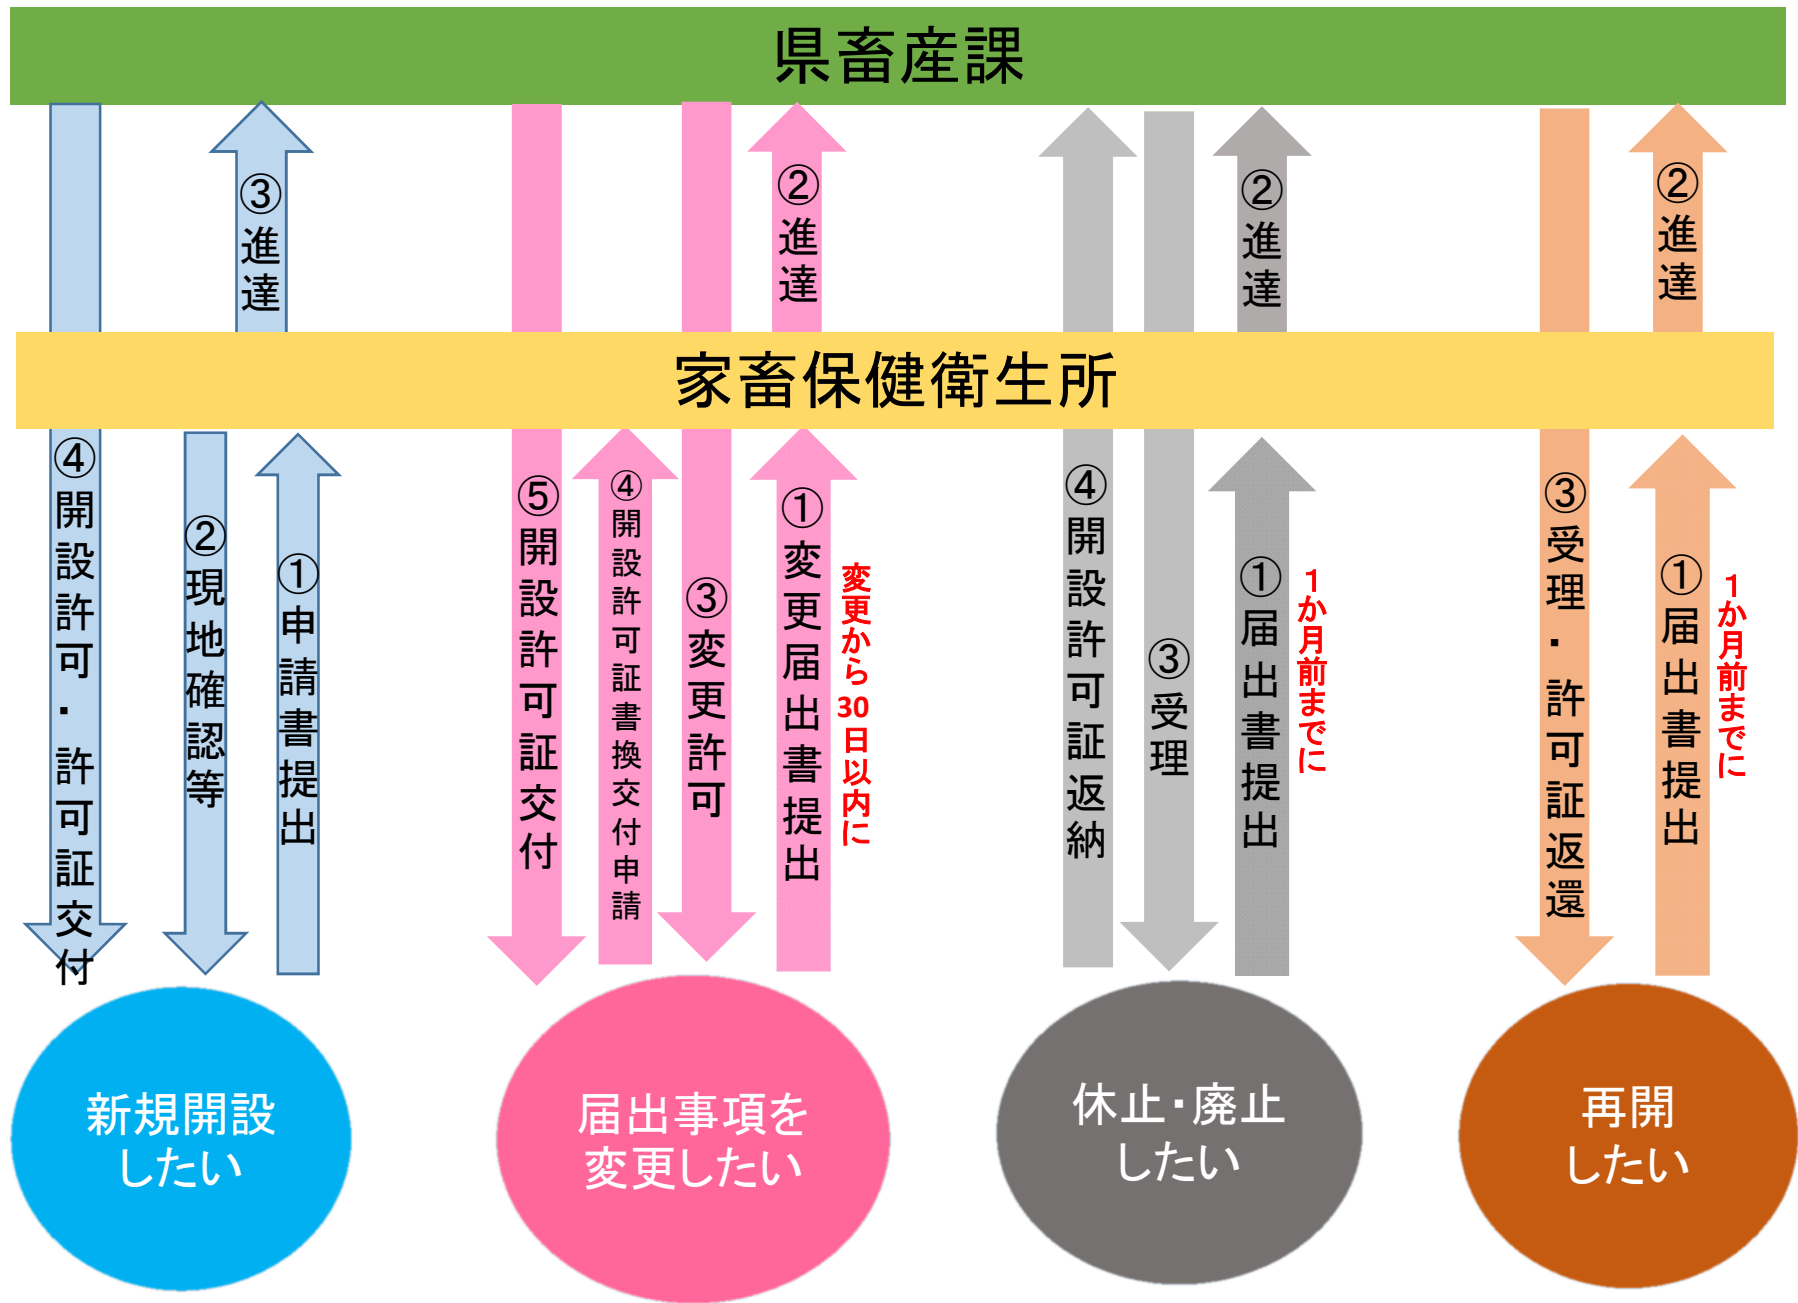 県畜産課
③進達
②進達
②進達
②進達
家畜保健衛生所
④開設許可・許可証交付
②現地確認等
①申請書提出
⑤開設許可証交付
④開設許可証書換交付申請
③変更許可
①変更届出書提出
変更から30日以内に
④開設許可証返納
③受理
①届出書提出
1か月前までに
③受理・許可証返還
①届出書提出
1か月前までに
新規開設
したい
届出事項を
変更したい
休止・廃止
したい
再開
したい